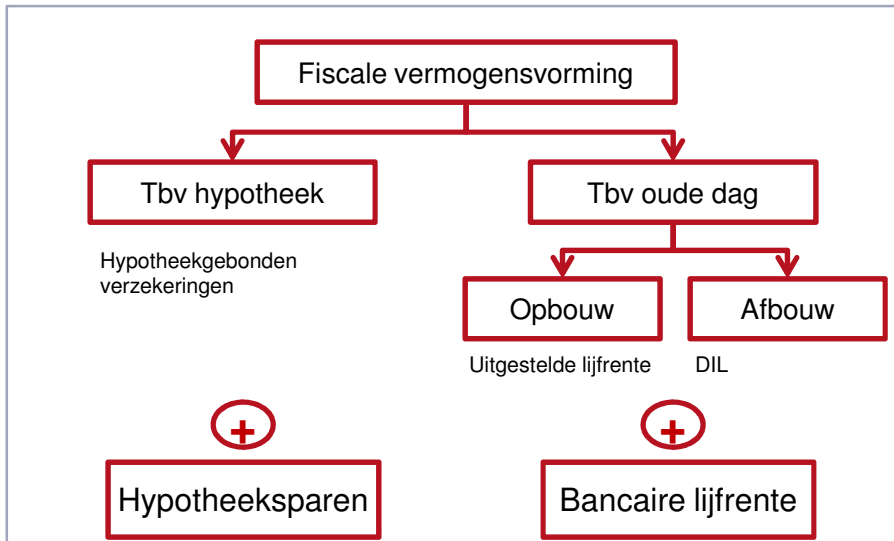 Fiscale vermogensvorming
Tbv hypotheek
Tbv oude dag
Hypotheekgebonden
verzekeringen
Opbouw
Afbouw
Uitgestelde lijfrente
DIL
+
+
Hypotheeksparen
Bancaire lijfrente